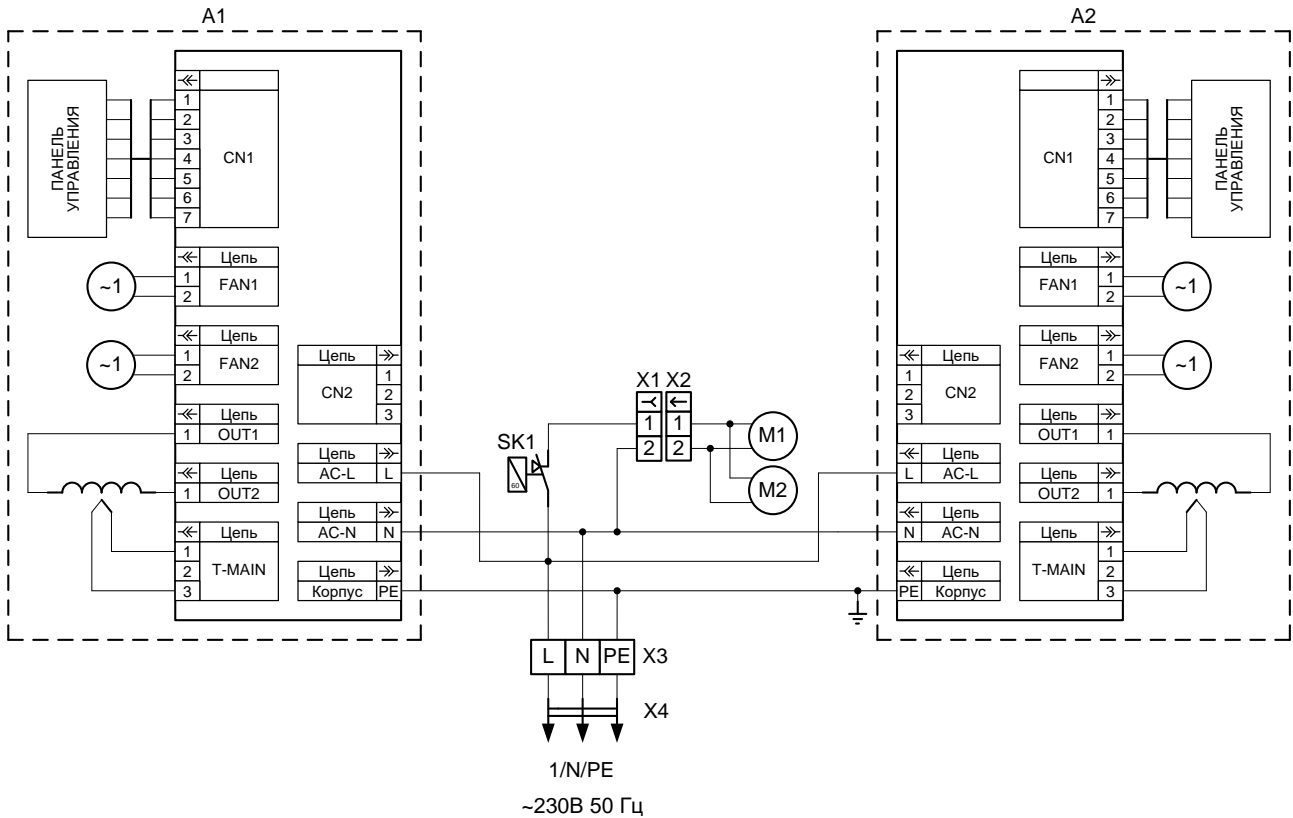 A1
A2
ПАНЕЛЬ
УПРАВЛЕНИЯ
1
2
3
4
5
6
7
CN1
Цепь
1
2
FAN1
~1
Цепь
1
2
FAN2
~1
Цепь
1 OUT1
Цепь
1 OUT2
Цепь
1
2
3
T-MAIN
Цепь
CN2
1
2
3
Цепь
AC-L L
Цепь
AC-N N
Цепь
Корпус PE
SK1
60
X1 X2
1 1
2 2
M1
M2
L N PE X3
X4
1/N/PE
~230В 50 Гц
CN1
1
2
3
4
5
6
7
ПАНЕЛЬ
УПРАВЛЕНИЯ
Цепь
FAN1
1
2
~1
Цепь
FAN2
1
2
~1
Цепь
1
2
3
CN2
Цепь
OUT1 1
Цепь
L AC-L
Цепь
OUT2 1
Цепь
N AC-N
Цепь
T-MAIN
1
2
3
Цепь
PE Корпус